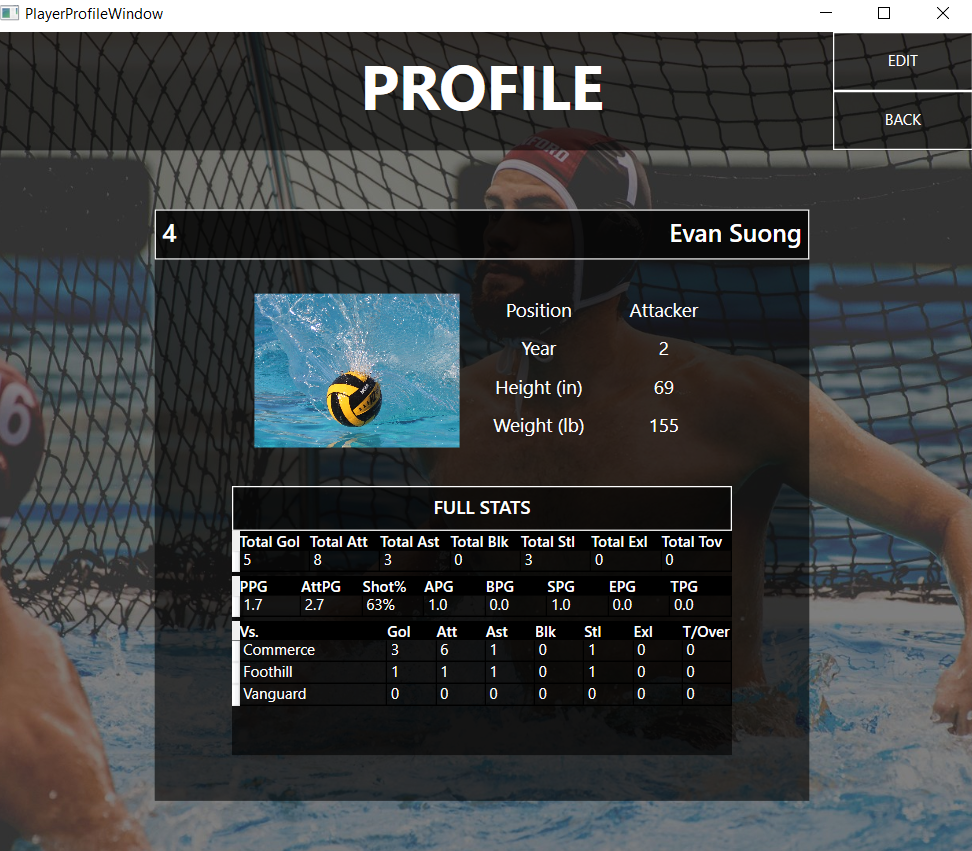 PlayerProfileWindow
PROFILE
EDIT
BACK
4 Evan Suong
Position Attacker
Year 2
Height (in) 69
Weight (lb) 155
FULL STATS
Total Gol Total Att Total Ast Total Blk Total Stl Total Exl Total Tov
5 8 3 0 3 0 0
PPG AttPG Shot% APG BPG SPG EPG TPG
1.7 2.7 63% 1.0 0.0 1.0 0.0 0.0
Vs. Gol Att Ast Blk Stl Exl T/Over
Commerce 3 6 1 0 1 0 0
Foothill 1 1 1 0 1 0 0
Vanguard 0 0 0 0 0 0 0